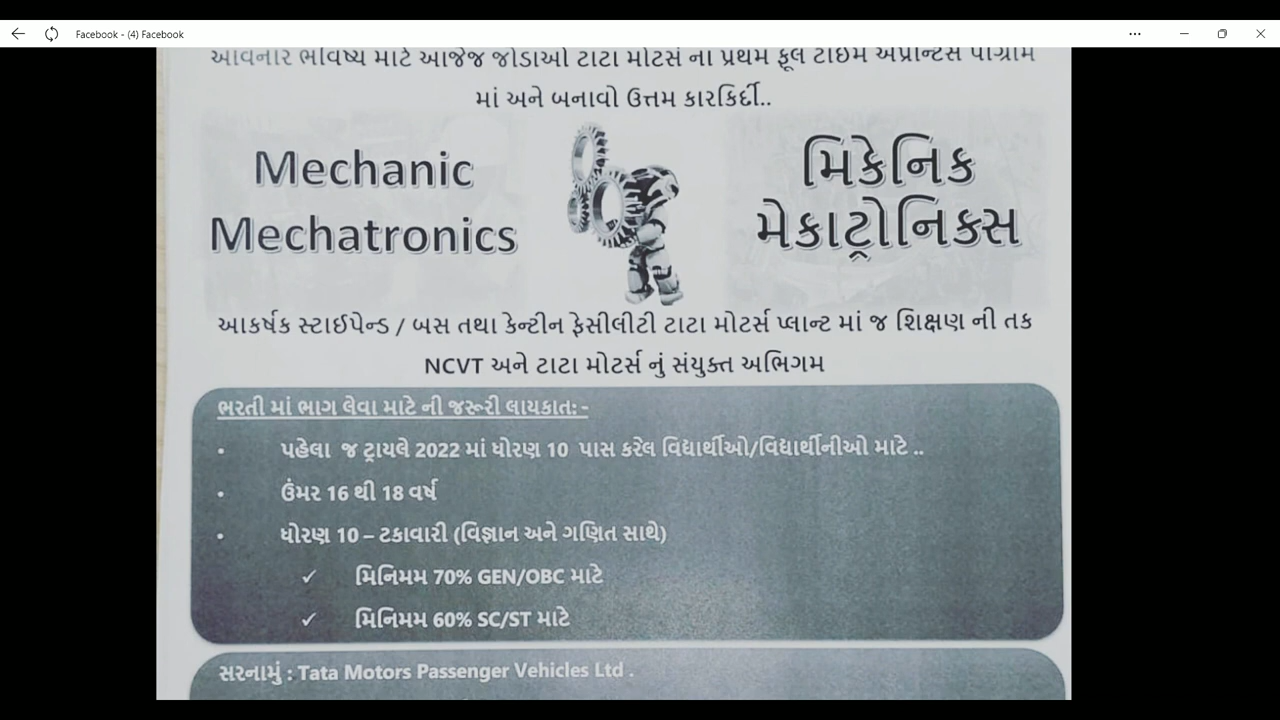 Facebook - (4) Facebook
આવનાર ભવિષ્ય માટે આજેજ જોડાઓ ટાટા મોટર્સ ના પ્રથમ ફૂલ ટાઈમ
માં અને બનાવો ઉત્તમ કારકિર્દી..
Mechanic
Mechatronics
મિકેનિક
મેકાટ્રોનિક્સ
આકર્ષક સ્ટાઈપેન્ડ / બસ તથા કેન્ટીન ફેસીલીટી ટાટા મોટર્સ પ્લાન્ટ માં જ શિક્ષણ ની તક
NCVT અને ટાટા મોટર્સ નું સંયુક્ત અભિગમ
ભરતી માં ભાગ લેવા માટે ની જરૂરી લાયકાત: -
• પહેલા જ ટ્રાયલે 2022 માં ધોરણ 10 પાસ કરેલ વિદ્યાર્થીઓ/વિદ્યાર્થીનીઓ માટે ..
• ઉંમર 16 થી 18 વર્ષ
• ધોરણ 10 – ટકાવારી (વિજ્ઞાન અને ગણિત સાથે)
✓ મિનિમમ 70% GEN/OBC માટે
✓ મિનિમમ 60% SC/ST માટે
સરનામું : Tata Motors Passenger Vehicles Ltd .